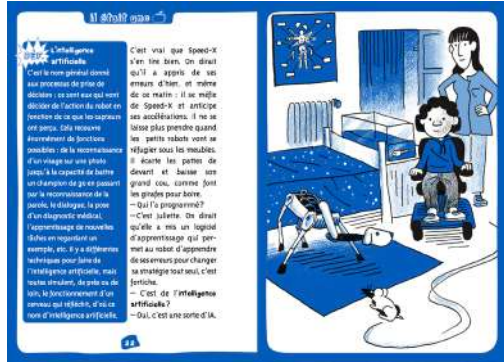 Il était une
L'intelligence
artificielle
C'est le nom général donné
aux processus de prise de
décision : ce sont eux qui vont
décider de l'action du robot en
fonction de ce que les capteurs
ont perçu. Cela recouvre
énormément de fonctions
possibles : de la reconnaissance
d'un visage sur une photo
jusqu'à la capacité de battre
un champion de go en passant
par la reconnaissance de la
parole, le dialogue, la pose
d'un diagnostic médical,
l'apprentissage de nouvelles
tâches en regardant un
exemple, etc. Il y a différentes
techniques pour faire de
l'intelligence artificielle, mais
toutes simulent, de près ou de
loin, le fonctionnement d'un
cerveau qui réfléchit, d'où ce
nom d'intelligence artificielle.
C'est vrai que Speed-X
s'en tire bien. On dirait
qu'il a appris de ses
erreurs d'hier, et même
de ce matin : il se méfie
de Speed-X et anticipe
ses accélérations. Il ne se
laisse plus prendre quand
les petits robots vont se
réfugier sous les meubles.
Il écarte les pattes de
devant et baisse son
grand cou, comme font
les girafes pour boire.
– Qui l'a programmé ?
– C'est Juliette. On dirait
qu'elle a mis un logiciel
d'apprentissage qui per-
met au robot d'apprendre
de ses erreurs pour changer
sa stratégie tout seul, c'est
fortiche.
– C'est de l'intelligence
artificielle ?
– Oui, c'est une sorte d'IA.